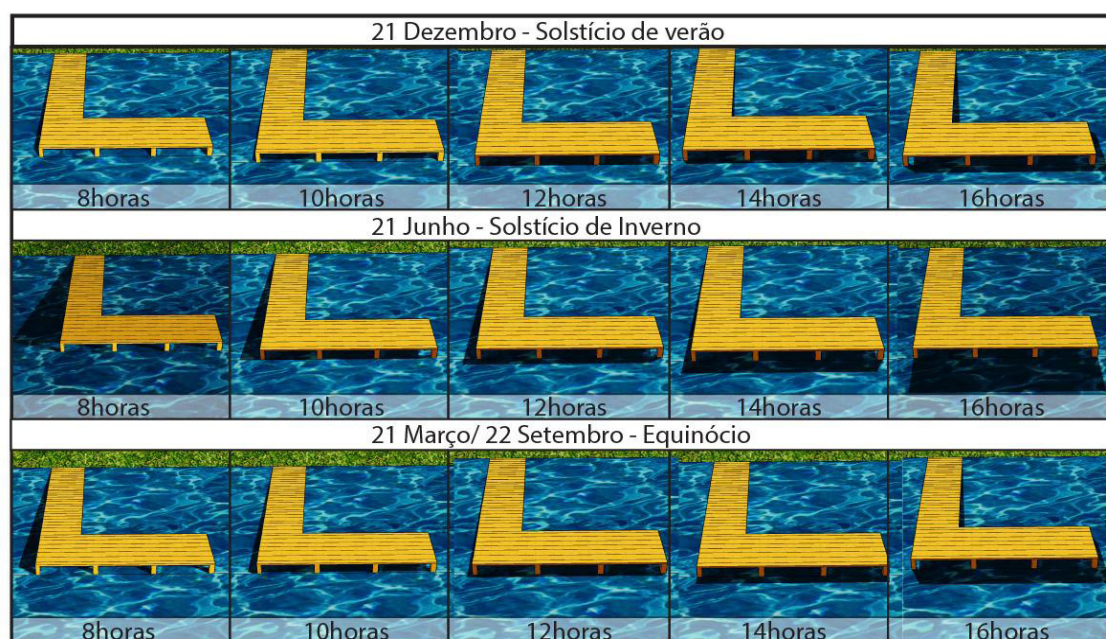 21 Dezembro - Solstício de verão
8horas 10horas 12horas 14horas 16horas
21 Junho - Solstício de Inverno
8horas 10horas 12horas 14horas 16horas
21 Março/ 22 Setembro - Equinócio
8horas 10horas 12horas 14horas 16horas